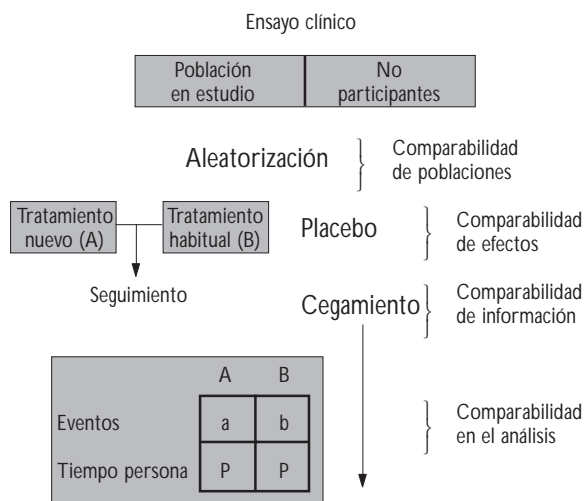 Ensayo clínico
Población
en estudio
No
participantes
Aleatorización
Comparabilidad
de poblaciones
Tratamiento
nuevo (A)
Tratamiento
habitual (B)
Placebo
Comparabilidad
de efectos
Seguimiento
Cegamiento
Comparabilidad
de información
A B
Eventos a b
Tiempo persona P P
Comparabilidad
en el análisis